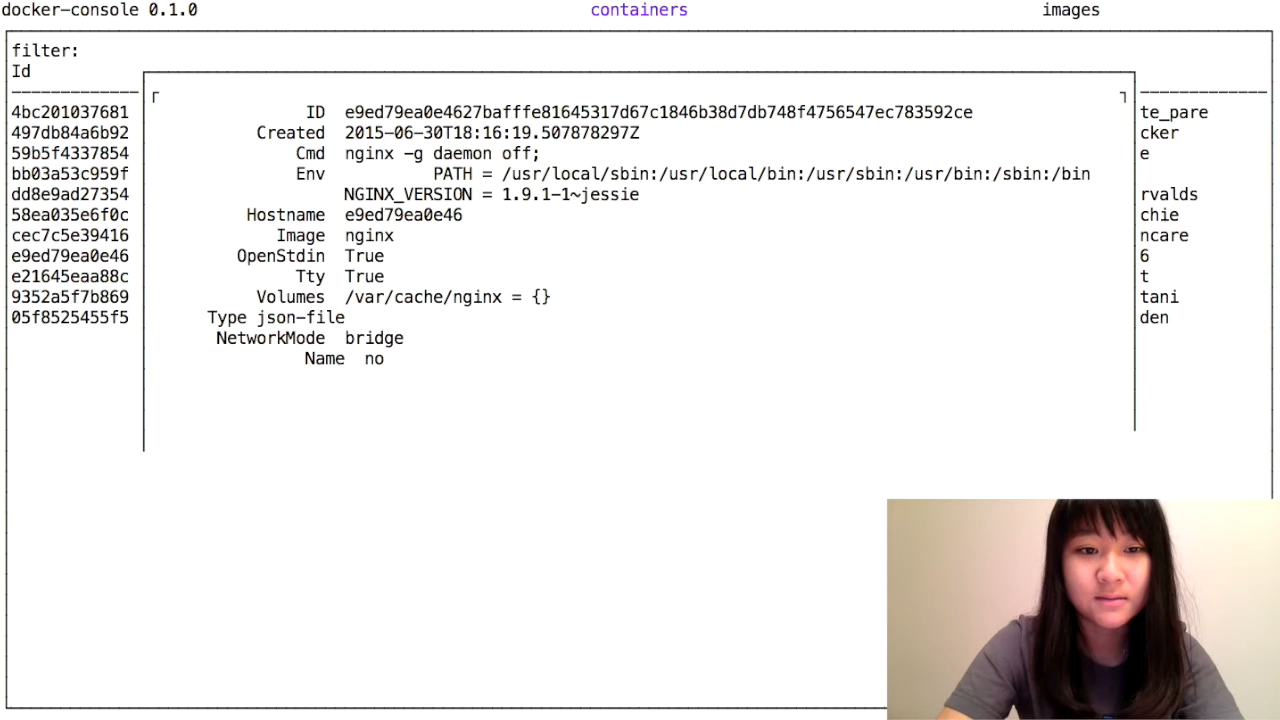 docker-console 0.1.0 containers images
filter:
Id
4bc201037681 ID e9ed79ea0e4627bafffe81645317d67c1846b38d7db748f4756547ec783592ce te_pare
497db84a6b92 Created 2015-06-30T18:16:19.507878297Z cker
59b5f4337854 Cmd nginx -g daemon off; e
bb03a53c959f Env PATH = /usr/local/sbin:/usr/local/bin:/usr/sbin:/usr/bin:/sbin:/bin
dd8e9ad27354 NGINX_VERSION = 1.9.1-1~jessie rvalds
58ea035e6f0c Hostname e9ed79ea0e46 chie
cec7c5e39416 Image nginx ncare
e9ed79ea0e46 OpenStdin True 6
e21645eaa88c Tty True t
9352a5f7b869 Volumes /var/cache/nginx = {} tani
05f8525455f5 Type json-file den
NetworkMode bridge
Name no